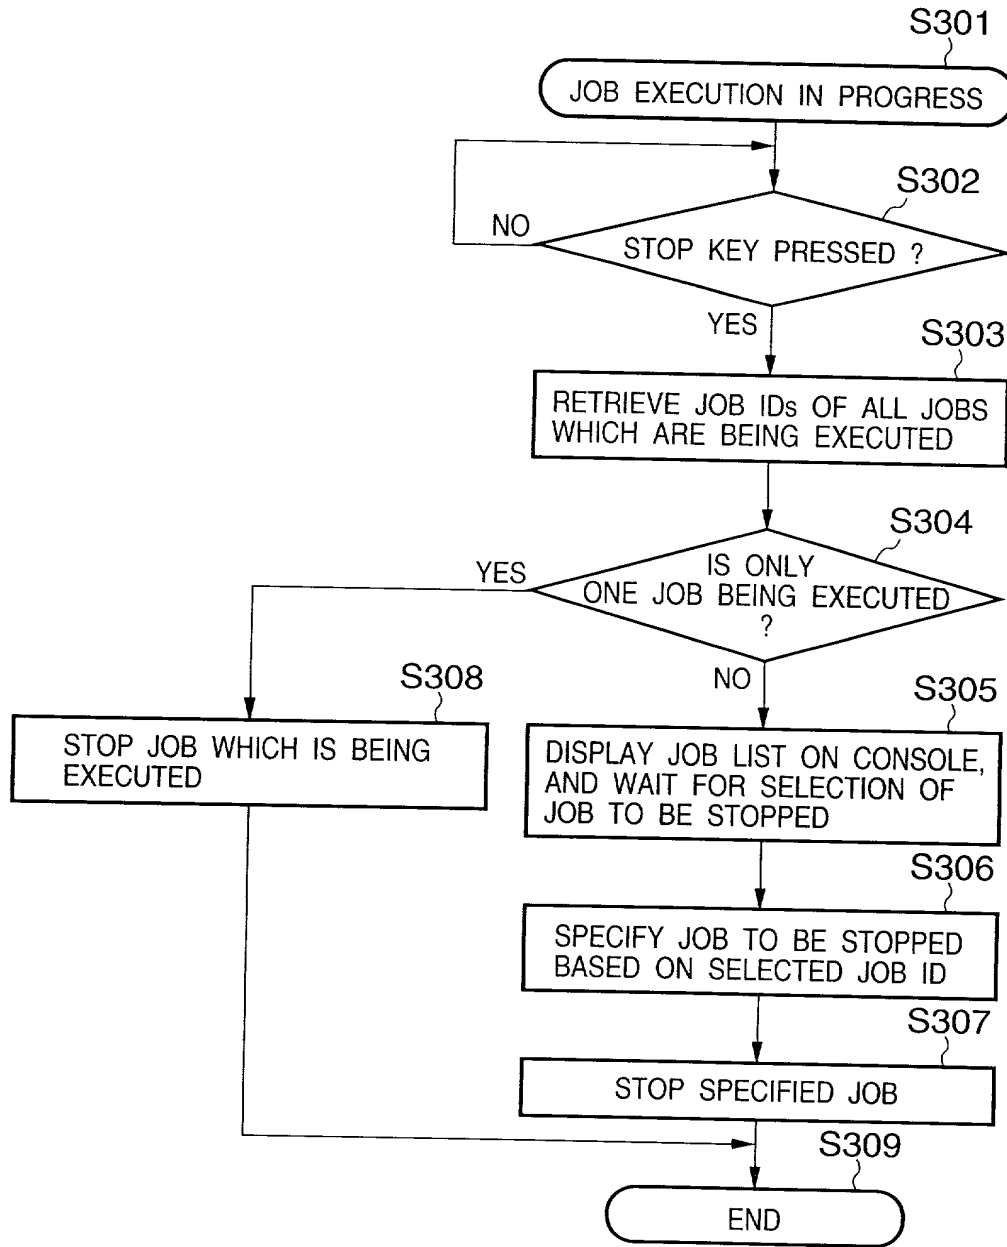 S301
JOB EXECUTION IN PROGRESS
S302
NO
STOP KEY PRESSED ?
YES
S303
RETRIEVE JOB IDs OF ALL JOBS
WHICH ARE BEING EXECUTED
S304
YES
IS ONLY
ONE JOB BEING EXECUTED
?
NO
S308
STOP JOB WHICH IS BEING
EXECUTED
S305
DISPLAY JOB LIST ON CONSOLE,
AND WAIT FOR SELECTION OF
JOB TO BE STOPPED
S306
SPECIFY JOB TO BE STOPPED
BASED ON SELECTED JOB ID
S307
STOP SPECIFIED JOB
S309
END